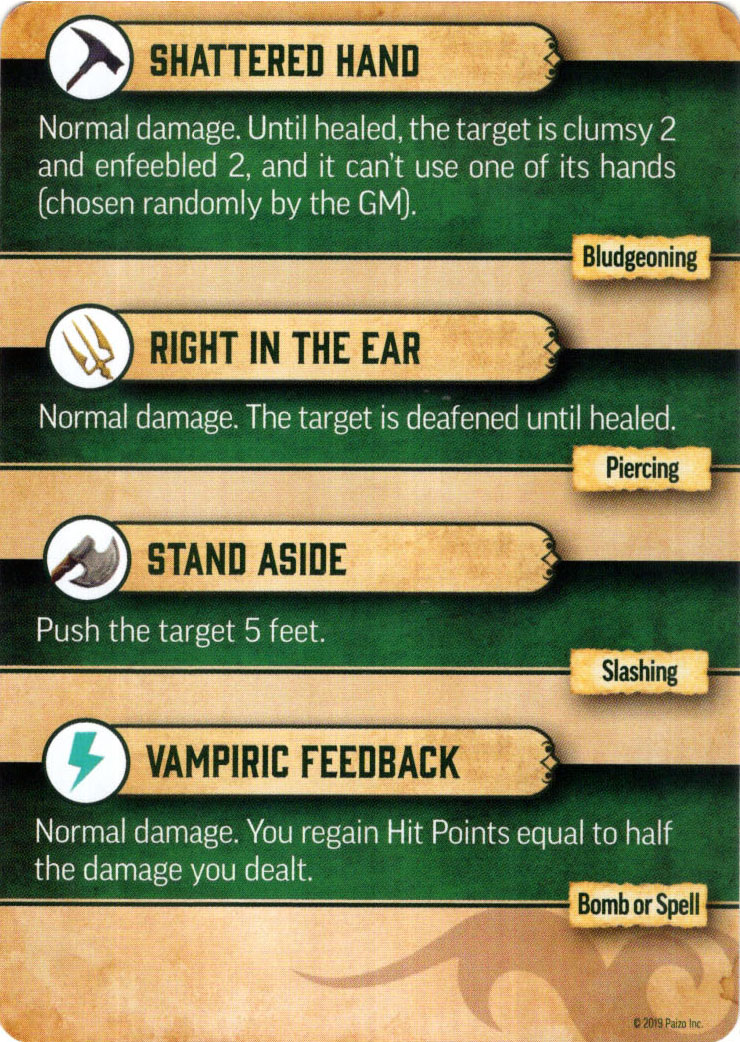 SHATTERED HAND
Normal damage. Until healed, the target is clumsy 2
and enfeebled 2, and it can't use one of its hands
(chosen randomly by the GM).
Bludgeoning
RIGHT IN THE EAR
Normal damage. The target is deafened until healed.
Piercing
STAND ASIDE
Push the target 5 feet.
Slashing
VAMPIRIC FEEDBACK
Normal damage. You regain Hit Points equal to half
the damage you dealt.
Bomb or Spell
© 2019 Paizo Inc.